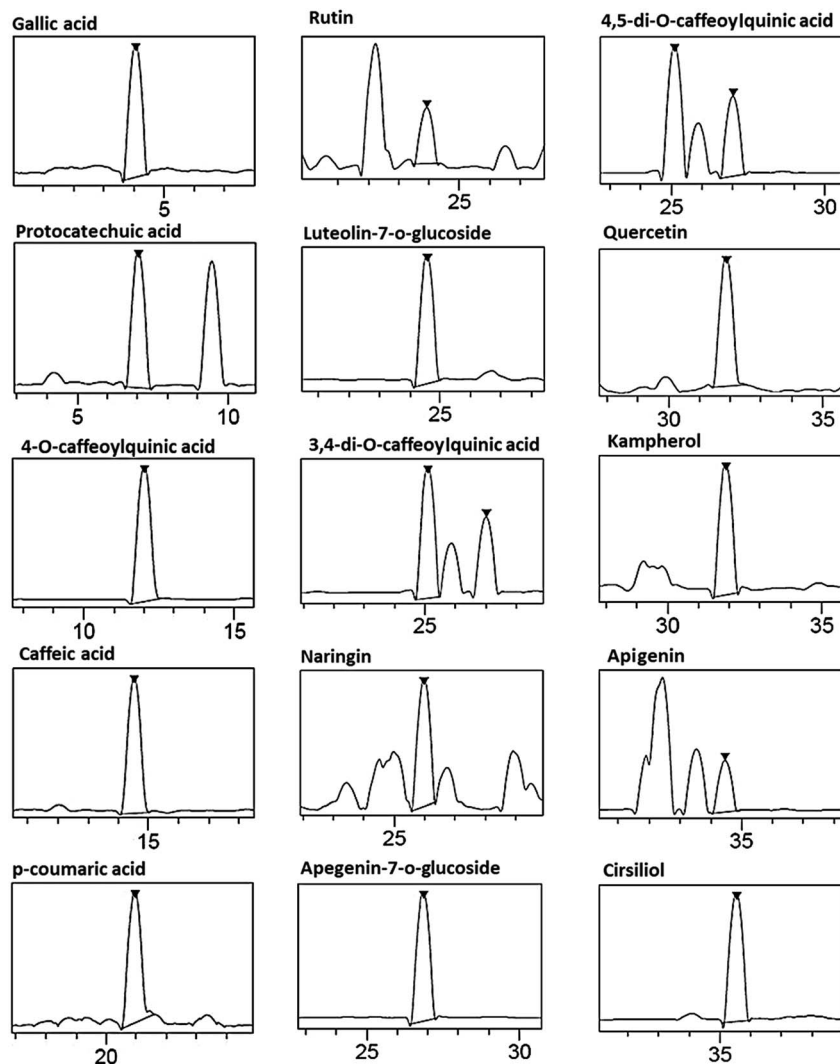 Gallic acid
5
Rutin
25
4,5-di-O-caffeoylquinic acid
25 30
Protocatechuic acid
5 10
Luteolin-7-o-glucoside
25
Quercetin
30 35
4-O-caffeoylquinic acid
10 15
3,4-di-O-caffeoylquinic acid
25
Kampherol
30 35
Caffeic acid
15
Naringin
25
Apigenin
35
p-coumaric acid
20
Apegenin-7-o-glucoside
25 30
Cirsiliol
35